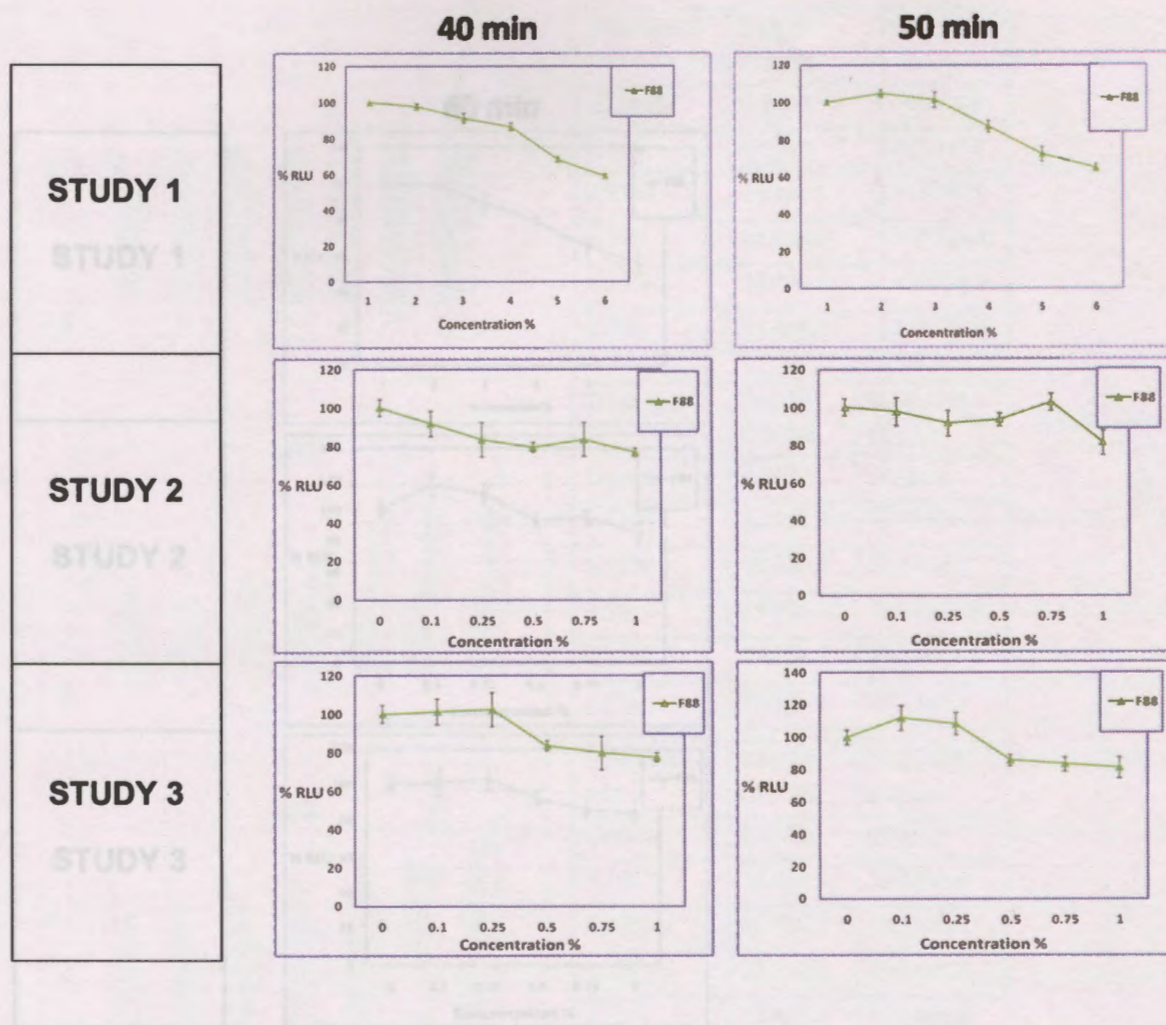 40 min 50 min
STUDY 1
120
100
80
% RLU 60
40
20
0
1 2 3 4 5 6
Concentration %
F88
120
100
80
% RLU 60
40
20
0
1 2 3 4 5 6
Concentration %
F88
STUDY 2
120
100
80
% RLU 60
40
20
0
0 0.1 0.25 0.5 0.75 1
Concentration %
F88
120
100
80
% RLU 60
40
20
0
0 0.1 0.25 0.5 0.75 1
Concentration %
F88
STUDY 3
120
100
80
% RLU 60
40
20
0
0 0.1 0.25 0.5 0.75 1
Concentration %
F88
140
120
100
80
% RLU
60
40
20
0
0 0.1 0.25 0.5 0.75 1
Concentration %
F88
STUDY 1
STUDY 2
STUDY 3